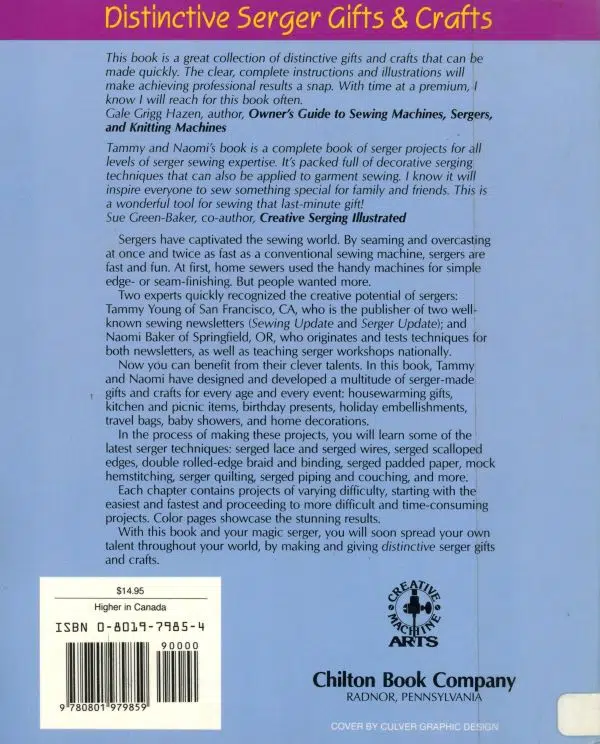 Distinctive Serger Gifts & Crafts
This book is a great collection of distinctive gifts and crafts that can be
made quickly. The clear, complete instructions and illustrations will
make achieving professional results a snap. With time at a premium, I
know I will reach for this book often.
Gale Grigg Hazen, author, Owner's Guide to Sewing Machines, Sergers,
and Knitting Machines
Tammy and Naomi's book is a complete book of serger projects for all
levels of serger sewing expertise. It's packed full of decorative serging
techniques that can also be applied to garment sewing. I know it will
inspire everyone to sew something special for family and friends. This is
a wonderful tool for sewing that last-minute gift!
Sue Green-Baker, co-author, Creative Serging Illustrated
Sergers have captivated the sewing world. By seaming and overcasting
at once and twice as fast as a conventional sewing machine, sergers are
fast and fun. At first, home sewers used the handy machines for simple
edge- or seam-finishing. But people wanted more.
Two experts quickly recognized the creative potential of sergers:
Tammy Young of San Francisco, CA, who is the publisher of two well-
known sewing newsletters (Sewing Update and Serger Update); and
Naomi Baker of Springfield, OR, who originates and tests techniques for
both newsletters, as well as teaching serger workshops nationally.
Now you can benefit from their clever talents. In this book, Tammy
and Naomi have designed and developed a multitude of serger-made
gifts and crafts for every age and every event: housewarming gifts,
kitchen and picnic items, birthday presents, holiday embellishments,
travel bags, baby showers, and home decorations.
In the process of making these projects, you will learn some of the
latest serger techniques: serged lace and serged wires, serged scalloped
edges, double rolled-edge braid and binding, serged padded paper, mock
hemstitching, serger quilting, serged piping and couching, and more.
Each chapter contains projects of varying difficulty, starting with the
easiest and fastest and proceeding to more difficult and time-consuming
projects. Color pages showcase the stunning results.
With this book and your magic serger, you will soon spread your own
talent throughout your world, by making and giving distinctive serger gifts
and crafts.
$14.95
Higher in Canada
ISBN 0-8019-7985-4
90000
9 780801 979859
CREATIVE
MACHINE
ARTS
Chilton Book Company
RADNOR, PENNSYLVANIA
COVER BY CULVER GRAPHIC DESIGN